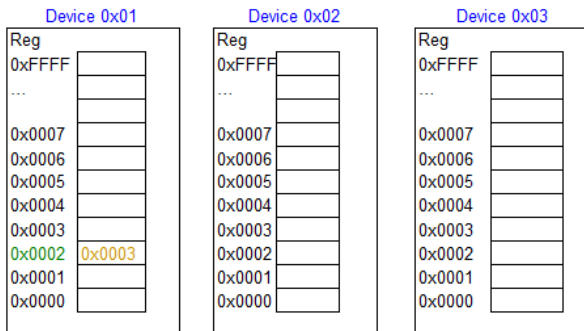 Device 0x01 Device 0x02 Device 0x03
Reg Reg Reg
0xFFFF 0xFFFF 0xFFFF
... ... ...
0x0007 0x0007 0x0007
0x0006 0x0006 0x0006
0x0005 0x0005 0x0005
0x0004 0x0004 0x0004
0x0003 0x0003 0x0003
0x0002 0x0003 0x0002 0x0002
0x0001 0x0001 0x0001
0x0000 0x0000 0x0000